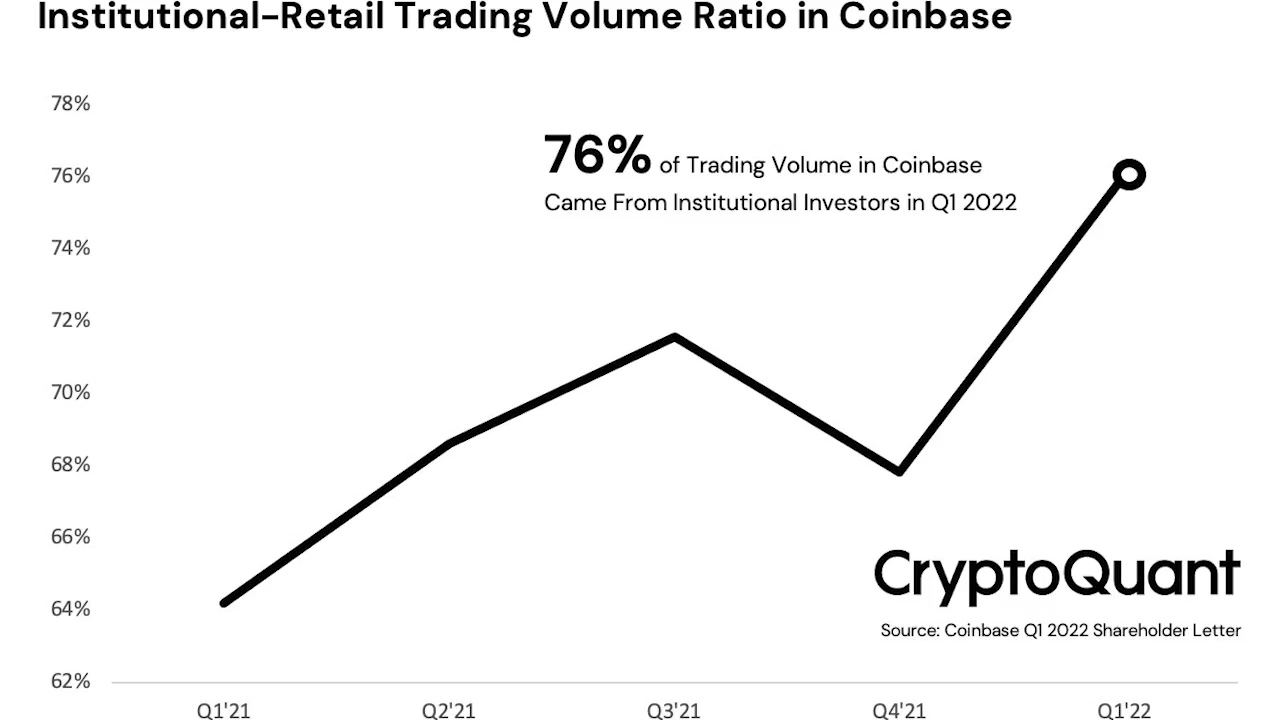 Institutional-Retail Trading Volume Ratio in Coinbase
78%
76% of Trading Volume in Coinbase
Came From Institutional Investors in Q1 2022
76%
74%
72%
70%
68%
66%
64%
62%
CryptoQuant
Source: Coinbase Q1 2022 Shareholder Letter
Q1'21 Q2'21 Q3'21 Q4'21 Q1'22